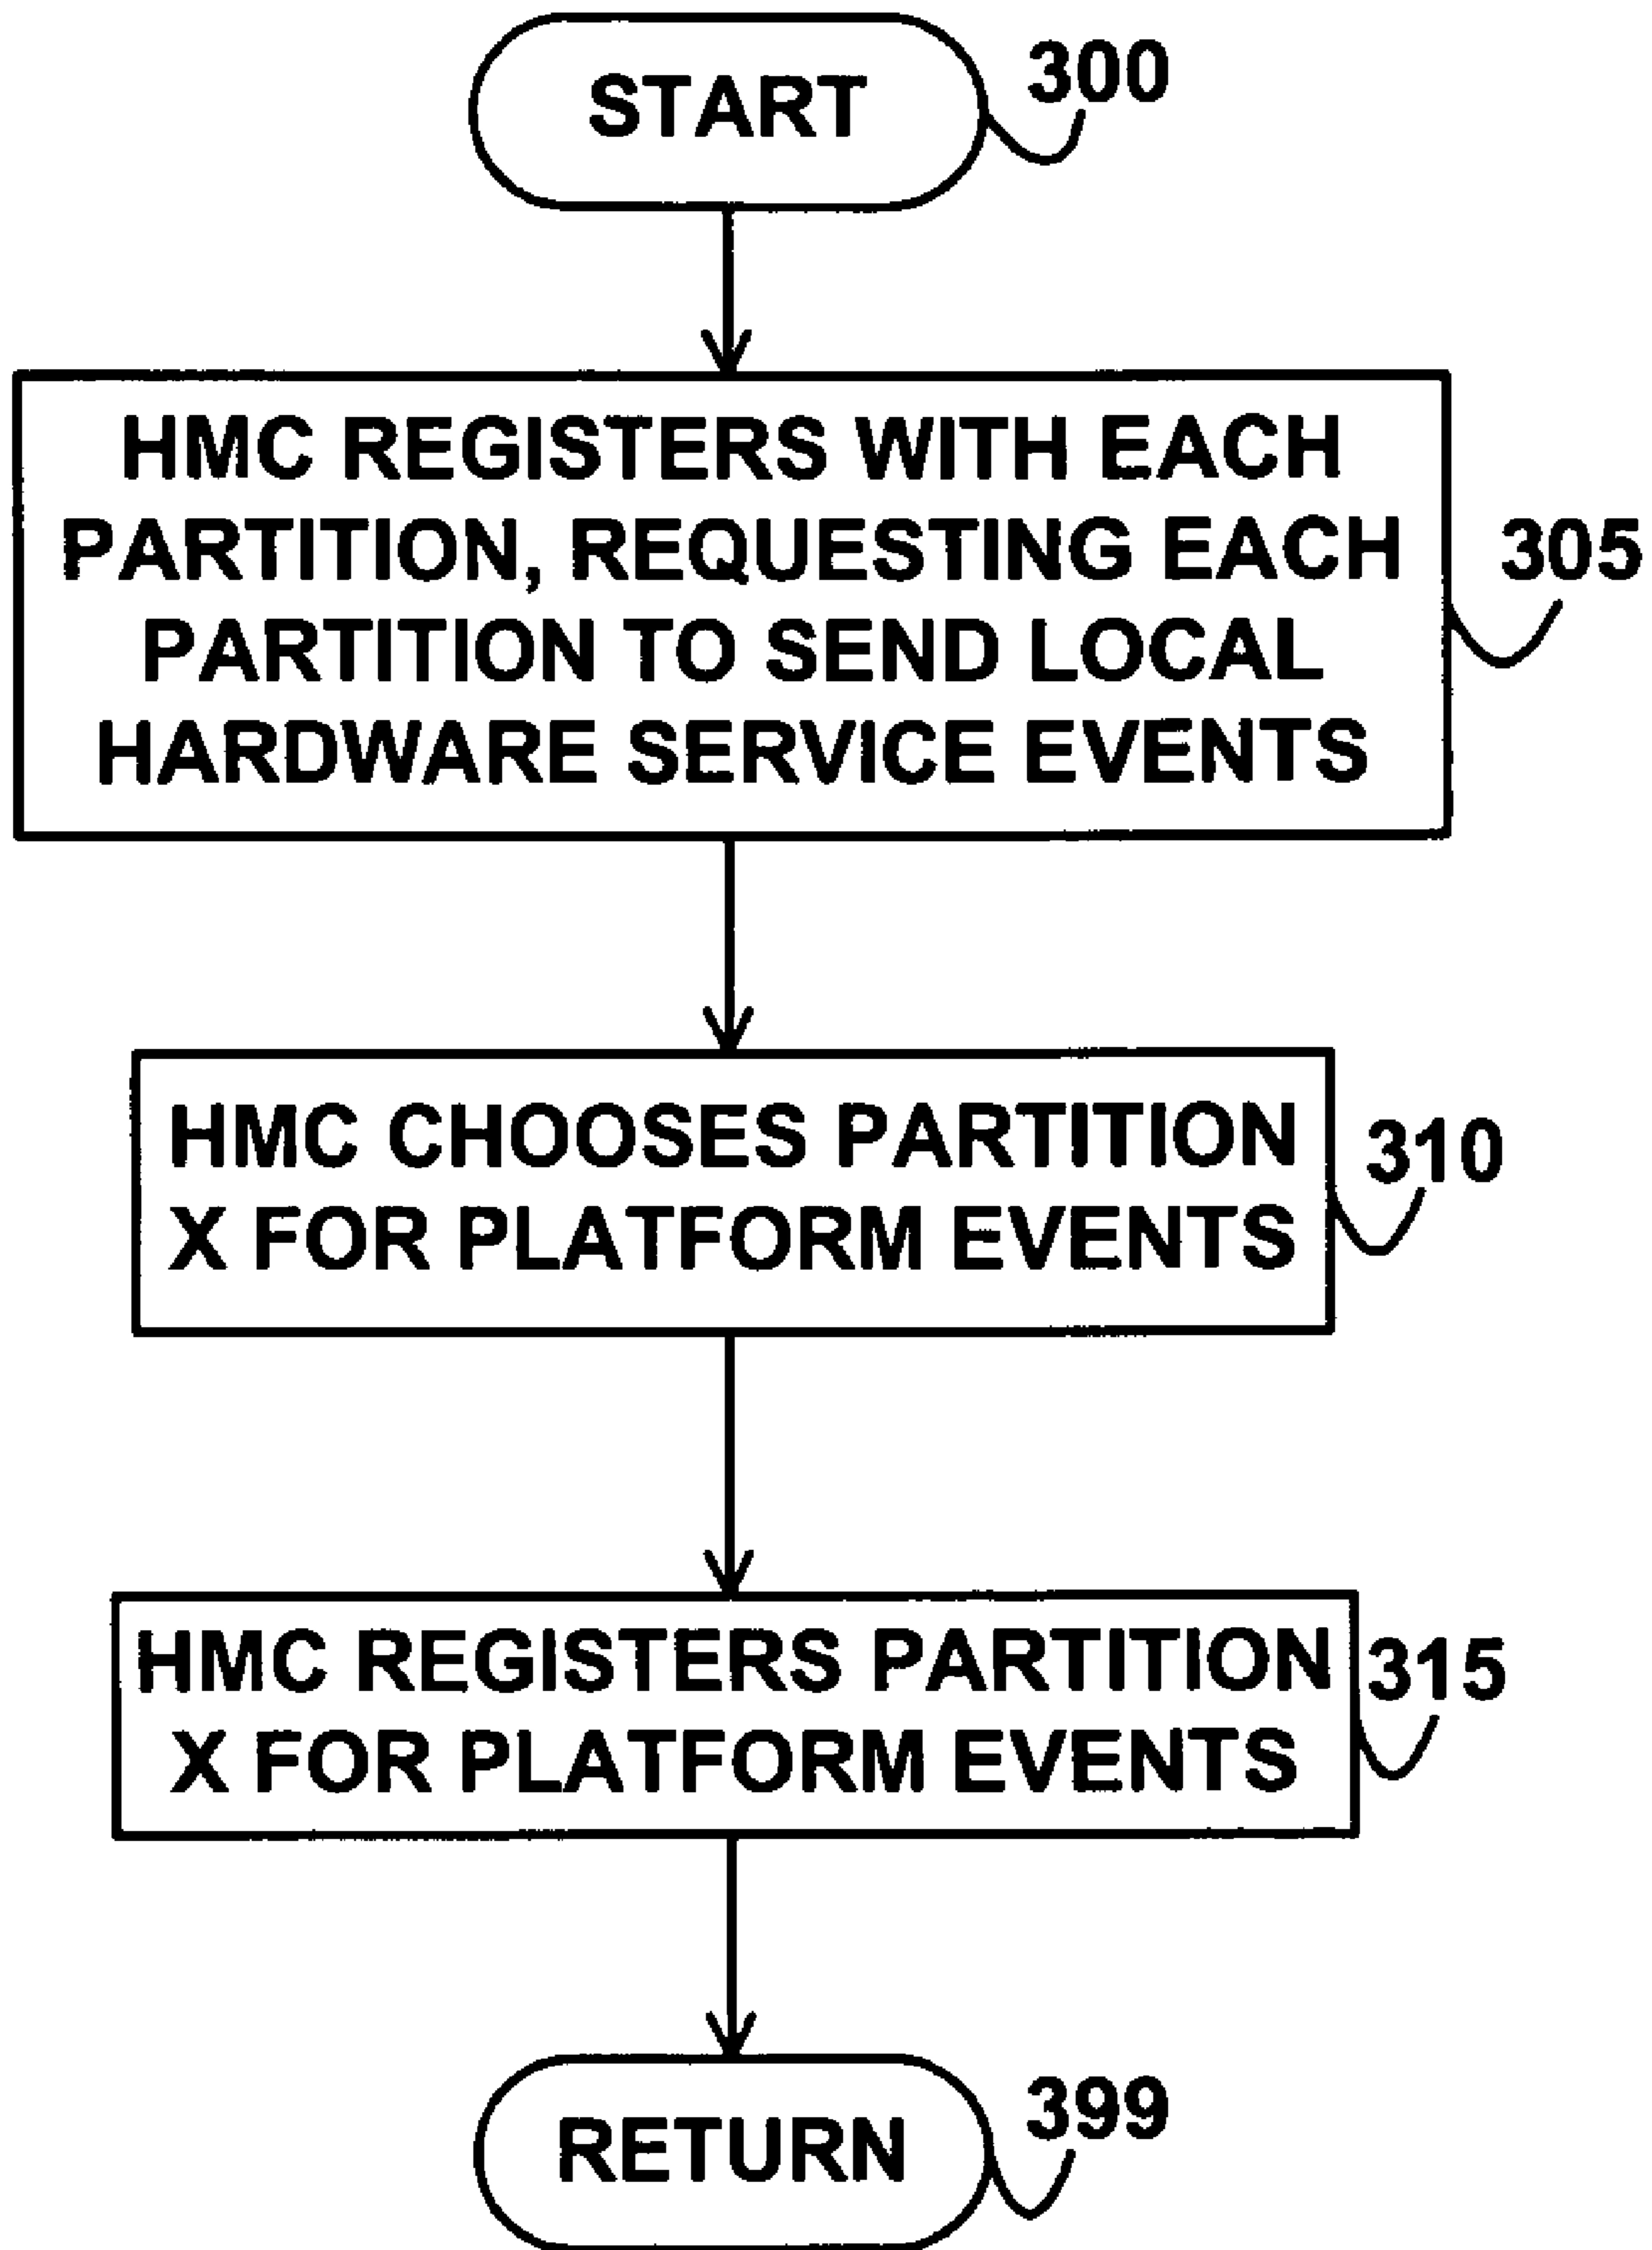 START
300
HMC REGISTERS WITH EACH
PARTITION, REQUESTING EACH
PARTITION TO SEND LOCAL
HARDWARE SERVICE EVENTS
305
HMC CHOOSES PARTITION
X FOR PLATFORM EVENTS
310
HMC REGISTERS PARTITION
X FOR PLATFORM EVENTS
315
RETURN
399